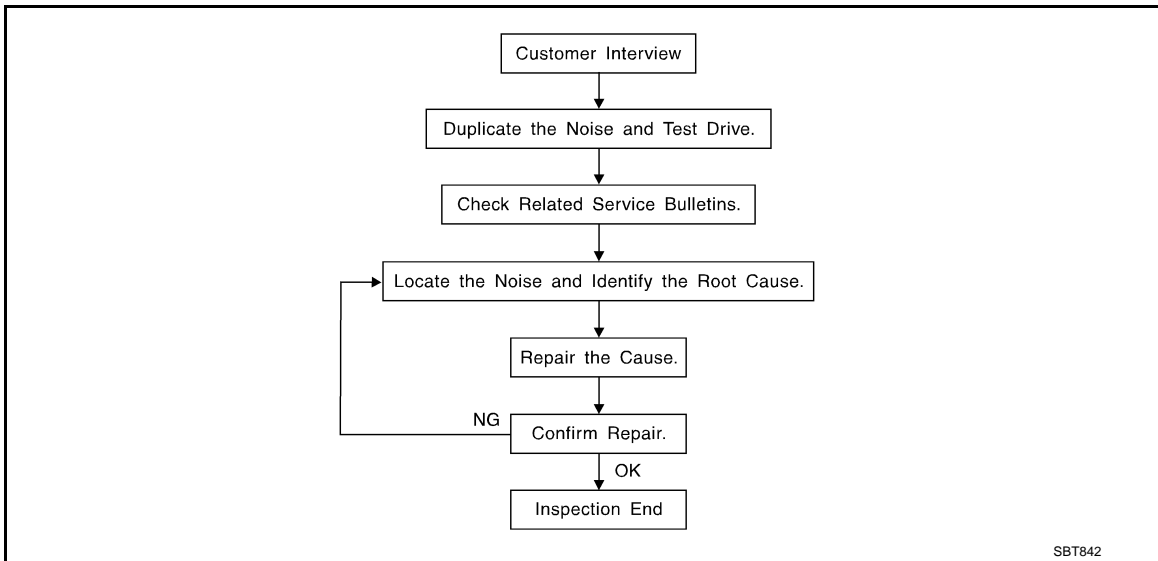 Customer Interview
Duplicate the Noise and Test Drive.
Check Related Service Bulletins.
Locate the Noise and Identify the Root Cause.
Repair the Cause.
NG
Confirm Repair.
OK
Inspection End
SBT842